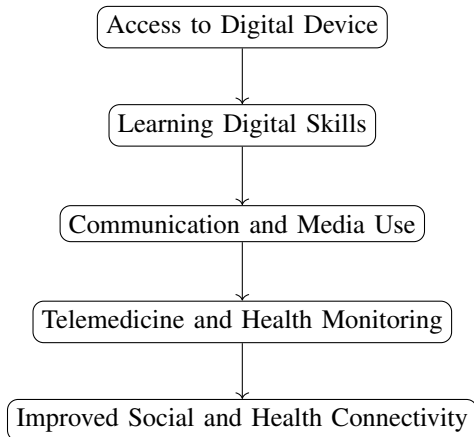 Access to Digital Device
Learning Digital Skills
Communication and Media Use
Telemedicine and Health Monitoring
Improved Social and Health Connectivity